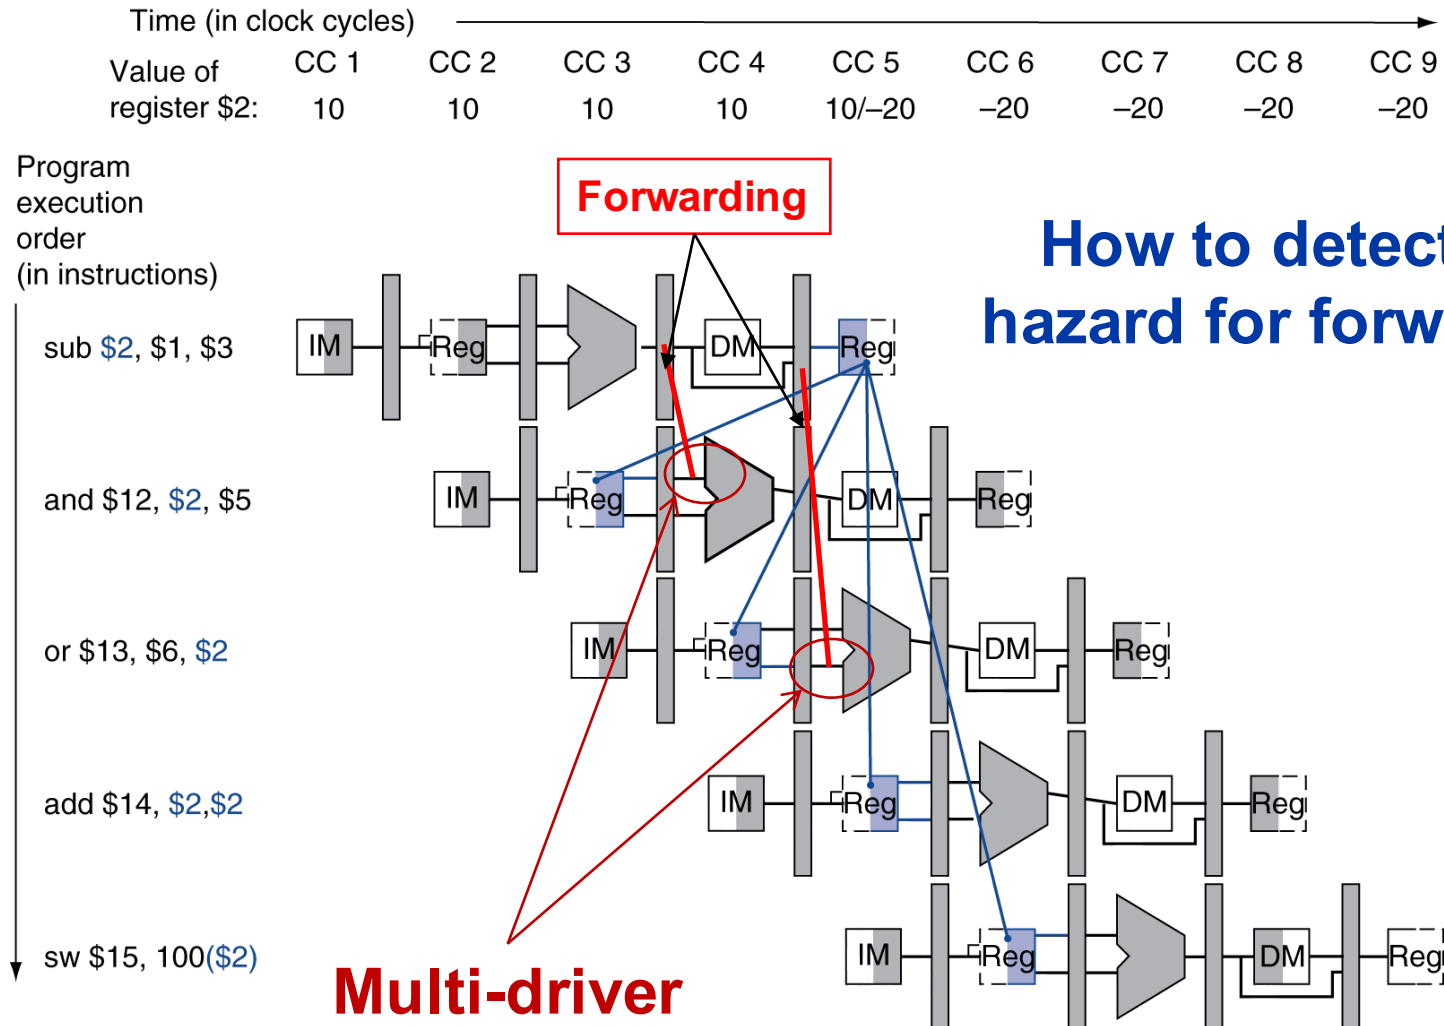 Time (in clock cycles)
Value of register $2:
CC 1 CC 2 CC 3 CC 4 CC 5 CC 6 CC 7 CC 8 CC 9
10 10 10 10 10/–20 –20 –20 –20 –20
Program
execution
order
(in instructions)
Forwarding
How to detect
hazard for forw
sub $2, $1, $3
IM Reg DM Reg
and $12, $2, $5
IM Reg DM Reg
or $13, $6, $2
IM Reg DM Reg
add $14, $2,$2
IM Reg DM Reg
sw $15, 100($2)
IM Reg DM Reg
Multi-driver